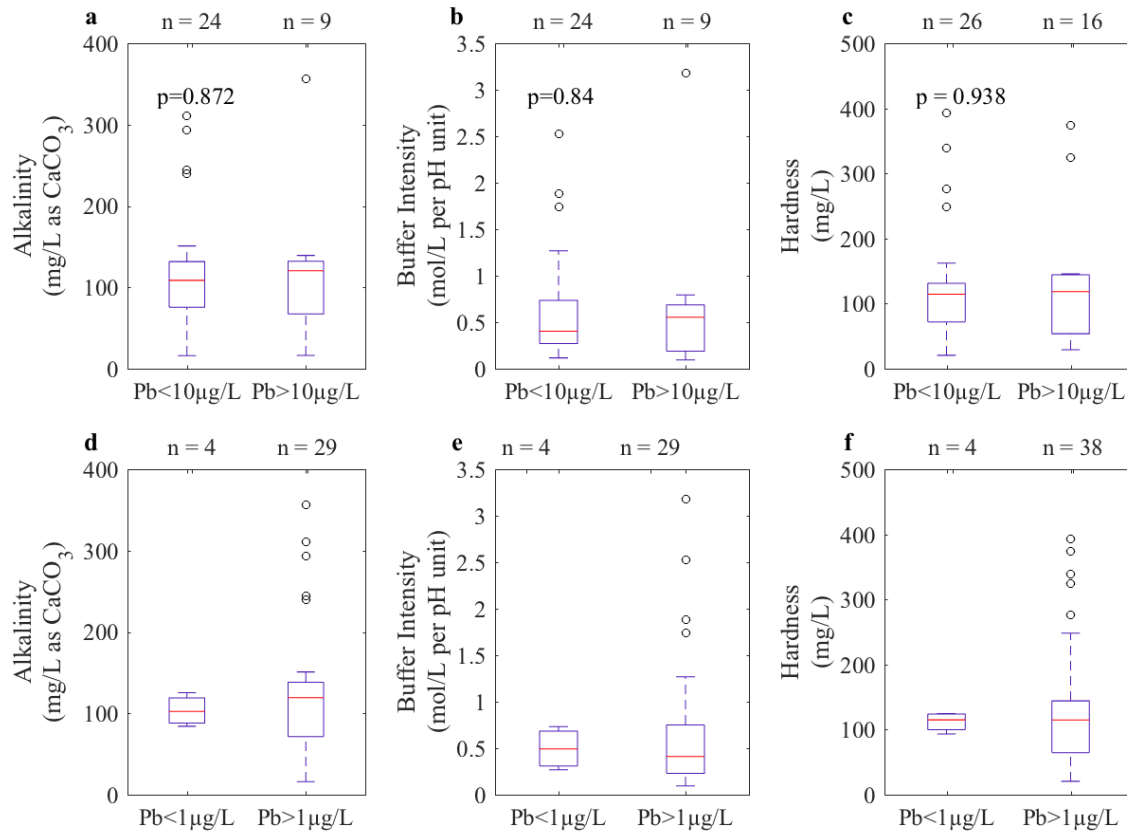 a n = 24 n = 9
400
300
200
100
0
p=0.872
Alkalinity
(mg/L as CaCO3)
Pb<10µg/L Pb>10µg/L
b n = 24 n = 9
3.5
3
2.5
2
1.5
1
0.5
0
p=0.84
Buffer Intensity
(mol/L per pH unit)
Pb<10µg/L Pb>10µg/L
c n = 26 n = 16
500
400
300
200
100
0
p = 0.938
Hardness
(mg/L)
Pb<10µg/L Pb>10µg/L
d n = 4 n = 29
400
300
200
100
0
Alkalinity
(mg/L as CaCO3)
Pb<1µg/L Pb>1µg/L
e n = 4 n = 29
3.5
3
2.5
2
1.5
1
0.5
0
Buffer Intensity
(mol/L per pH unit)
Pb<1µg/L Pb>1µg/L
f n = 4 n = 38
500
400
300
200
100
0
Hardness
(mg/L)
Pb<1µg/L Pb>1µg/L